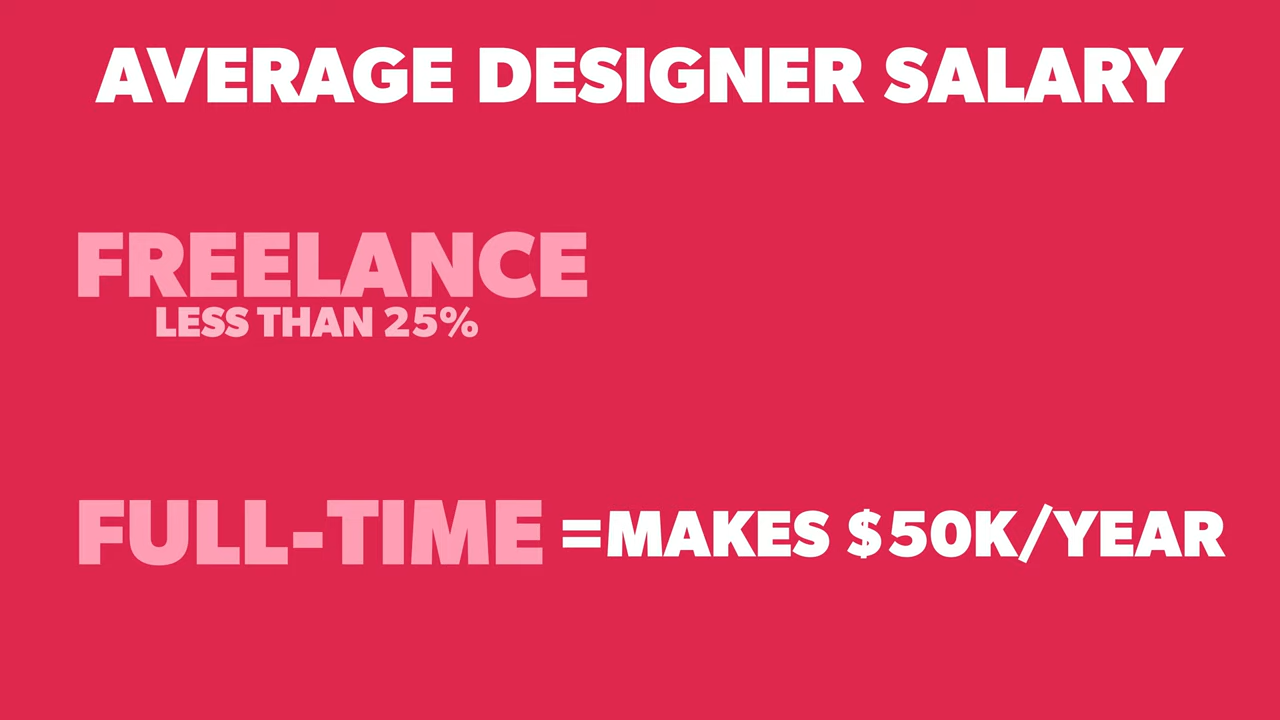 AVERAGE DESIGNER SALARY
FREELANCE
LESS THAN 25%
FULL-TIME =MAKES $50K/YEAR